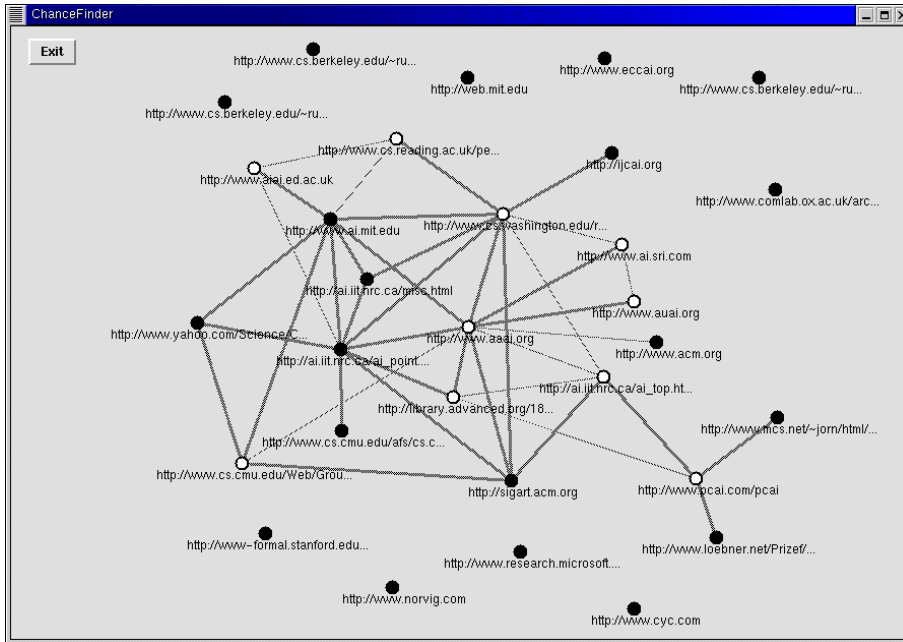 ChanceFinder
Exit
http://www.cs.berkeley.edu/~ru...
http://web.mit.edu
http://www.eccai.org
http://www.cs.berkeley.edu/~ru...
http://www.cs.berkeley.edu/~ru...
http://www.cs.reading.ac.uk/pe...
http://ijcai.org
http://www.aiai.ed.ac.uk
http://www.comlab.ox.ac.uk/arc...
http://www.ai.mit.edu
http://www.cs.washington.edu/r...
http://www.ai.sri.com
http://ai.iit.nrc.ca/misc.html
http://www.auai.org
http://www.yahoo.com/Science/C...
http://www.aaai.org
http://www.acm.org
http://ai.iit.nrc.ca/ai_point...
http://ai.iit.nrc.ca/ai_top.ht...
http://library.advanced.org/18...
http://www.mcs.net/~jorn/html/...
http://www.cs.cmu.edu/afs/cs.c...
http://www.cs.cmu.edu/Web/Grou...
http://www.pcai.com/pcai
http://sigart.acm.org
http://www-formal.stanford.edu...
http://www.loebner.net/Prizef/...
http://www.research.microsoft....
http://www.norvig.com
http://www.cyc.com